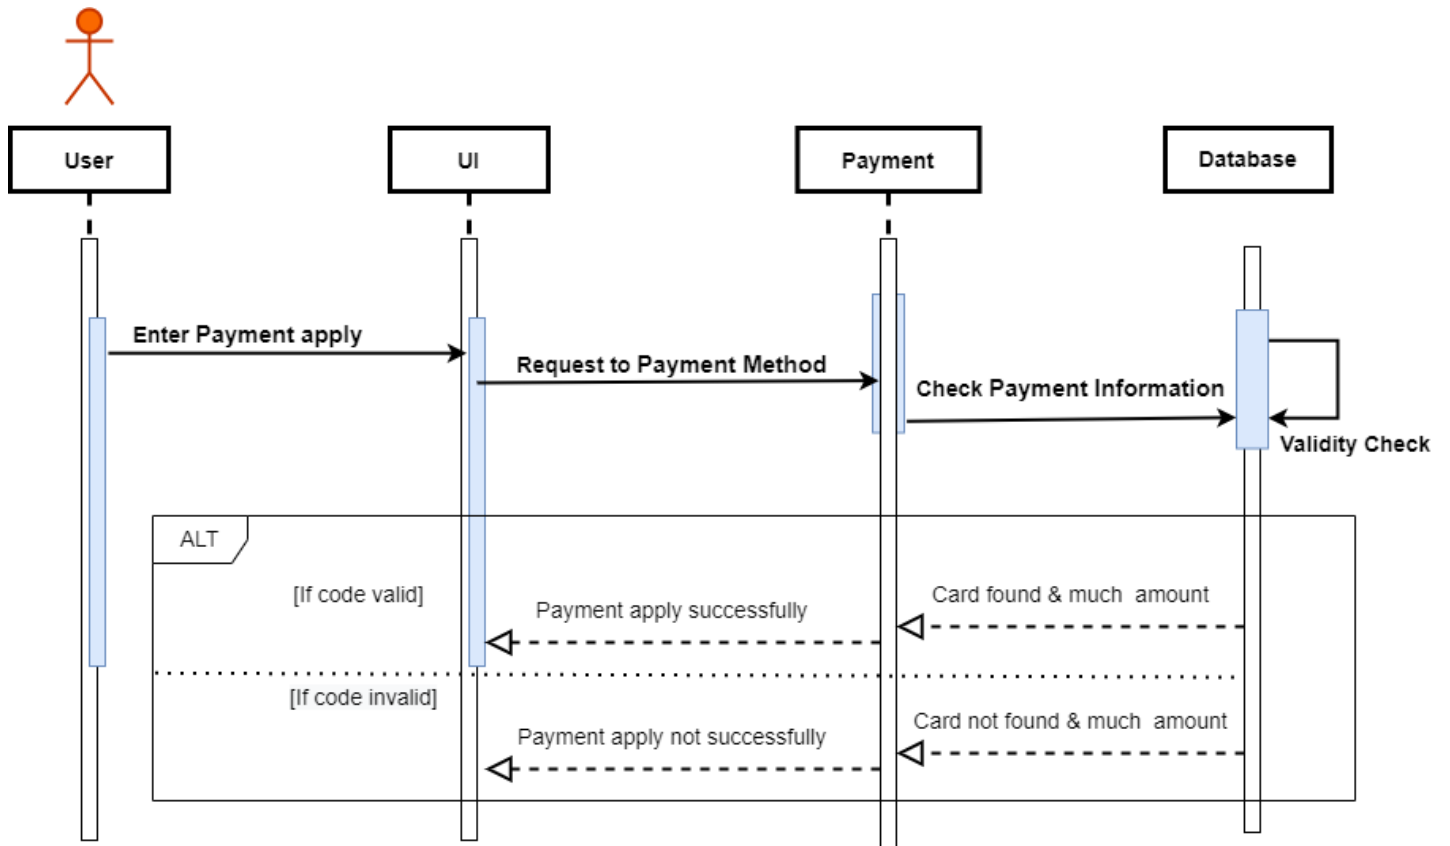 User
UI
Payment
Database
Enter Payment apply
Request to Payment Method
Check Payment Information
Validity Check
ALT
[If code valid]
Payment apply successfully
Card found & much amount
[If code invalid]
Payment apply not successfully
Card not found & much amount